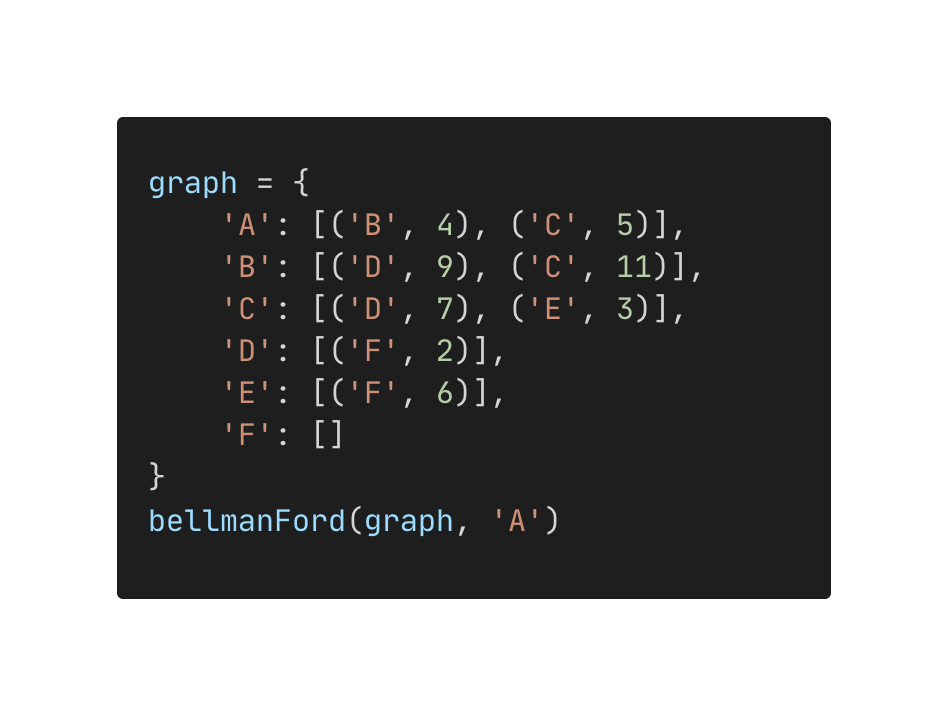 graph = {
    'A': [('B', 4), ('C', 5)],
    'B': [('D', 9), ('C', 11)],
    'C': [('D', 7), ('E', 3)],
    'D': [('F', 2)],
    'E': [('F', 6)],
    'F': []
}
bellmanFord(graph, 'A')